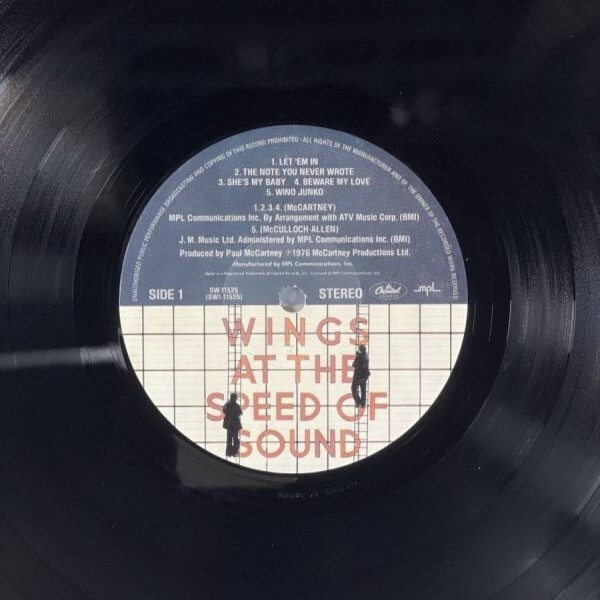 UNAUTHORISED PUBLIC PERFORMANCE BROADCASTING AND COPYING OF THIS RECORD PROHIBITED · ALL RIGHTS OF THE MANUFACTURER AND OF THE OWNER OF THE RECORDED WORK RESERVED
1. LET 'EM IN
2. THE NOTE YOU NEVER WROTE
3. SHE'S MY BABY 4. BEWARE MY LOVE
5. WINO JUNKO
1.2.3.4. (McCARTNEY)
MPL Communications Inc. By Arrangement with ATV Music Corp. (BMI)
5. (McCULLOCH-ALLEN)
J. M. Music Ltd. Administered by MPL Communications Inc. (BMI)
Produced by Paul McCartney ℗1976 McCartney Productions Ltd.
Manufactured by MPL Communications, Inc.
SIDE 1 SW-11525 STEREO Capitol mpl
(SW1-11525)
WINGS
AT THE
SPEED OF
SOUND